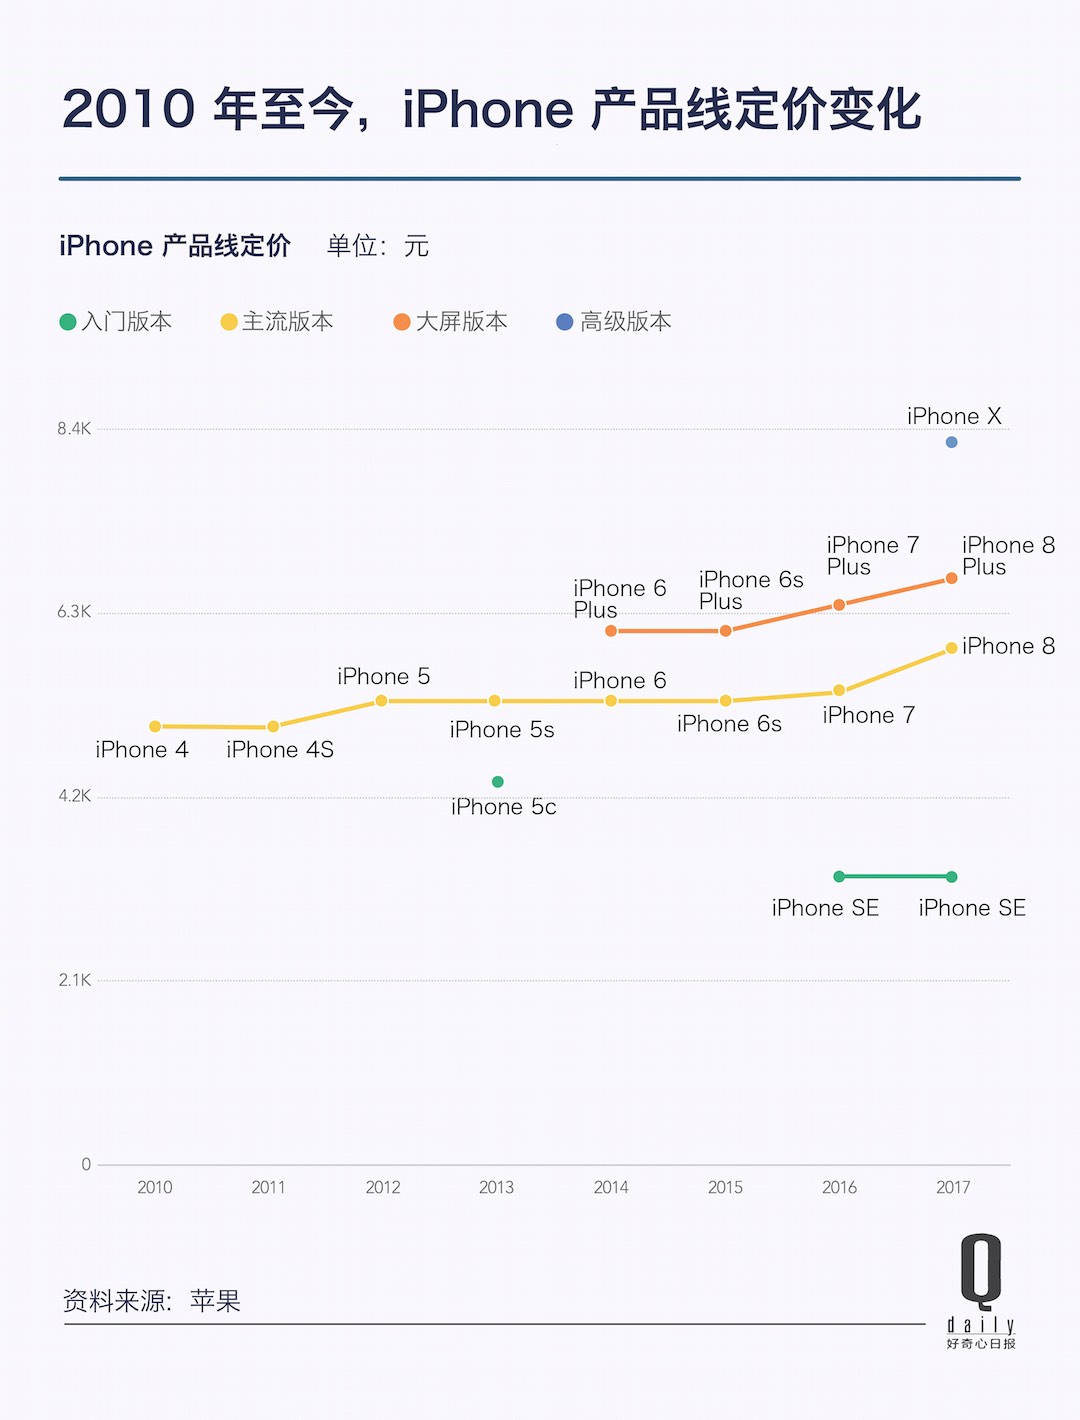 2010 年至今，iPhone 产品线定价变化
iPhone 产品线定价 单位：元
入门版本 主流版本 大屏版本 高级版本
iPhone X
8.4K
iPhone 7 Plus
iPhone 8 Plus
iPhone 6 Plus
iPhone 6s Plus
6.3K
iPhone 8
iPhone 5
iPhone 6
iPhone 5s
iPhone 6s
iPhone 7
iPhone 4
iPhone 4S
4.2K
iPhone 5c
iPhone SE
iPhone SE
2.1K
0
2010 2011 2012 2013 2014 2015 2016 2017
资料来源：苹果
Q
daily
好奇心日报